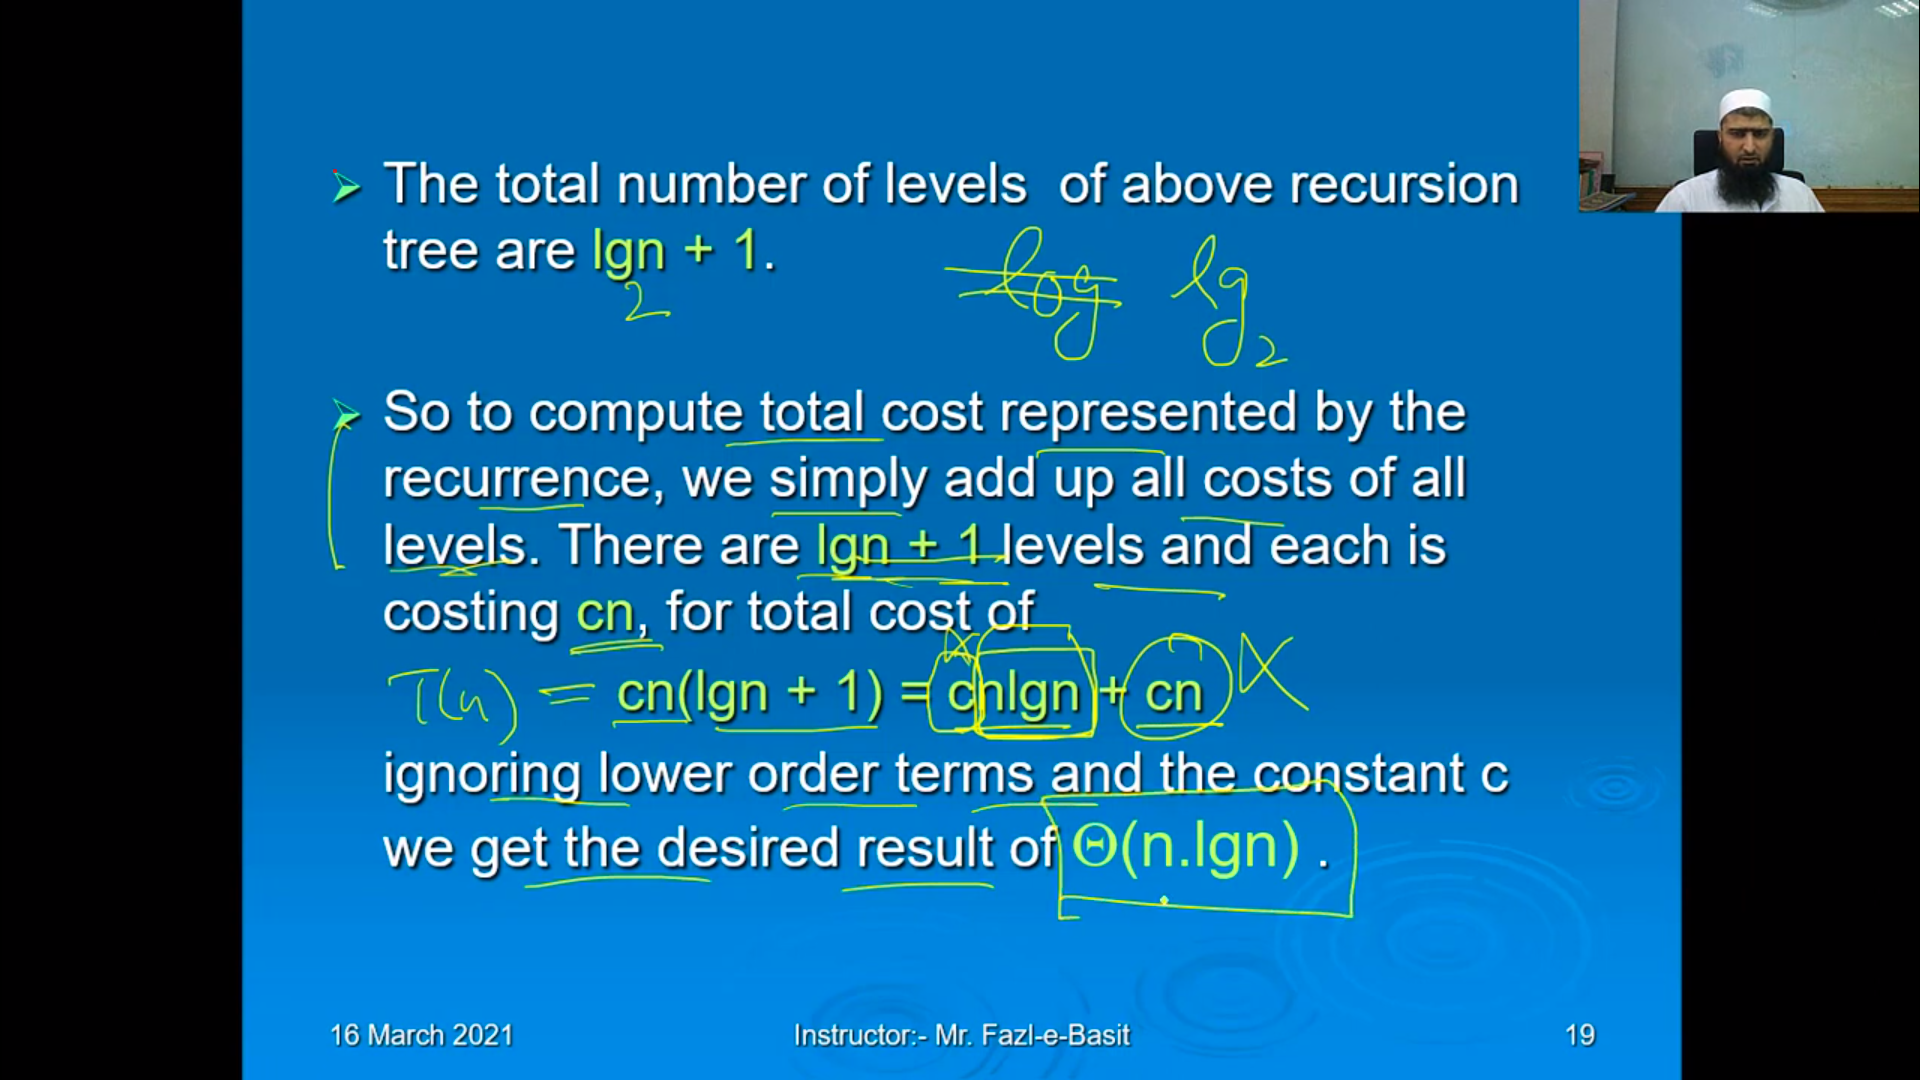 The total number of levels of above recursion
tree are lgn + 1.
2
log lg
2
So to compute total cost represented by the
recurrence, we simply add up all costs of all
levels. There are lgn + 1 levels and each is
costing cn, for total cost of
T(n) = cn(lgn + 1) = cnlgn + cn
ignoring lower order terms and the constant c
we get the desired result of Θ(n.lgn) .
16 March 2021 Instructor:- Mr. Fazl-e-Basit 19